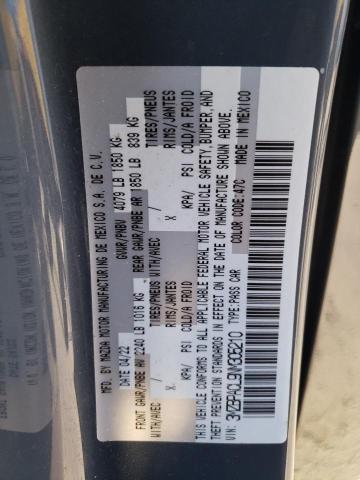 MFD. BY MAZDA MOTOR MANUFACTURING DE MEXICO S.A. DE C.V.
DATE 04/22 GVWR/PNBV 4079 LB 1850 KG
FRONT GAWR/PNBE AV 2240 LB 1016 KG REAR GAWR/PNBE AR 1850 LB 839 KG
WITH/AVEC / TIRES/PNEUS WITH/AVEC / TIRES/PNEUS
X RIMS/JANTES X RIMS/JANTES
KPA/ PSI COLD/A FROID KPA/ PSI COLD/A FROID
THIS VEHICLE CONFORMS TO ALL APPLICABLE FEDERAL MOTOR VEHICLE SAFETY, BUMPER, AND
THEFT PREVENTION STANDARDS IN EFFECT ON THE DATE OF MANUFACTURE SHOWN ABOVE.
3MZBPACL9NM305210 COLOR CODE: 47C MADE IN MEXICO
VIN: TYPE: PASS CAR